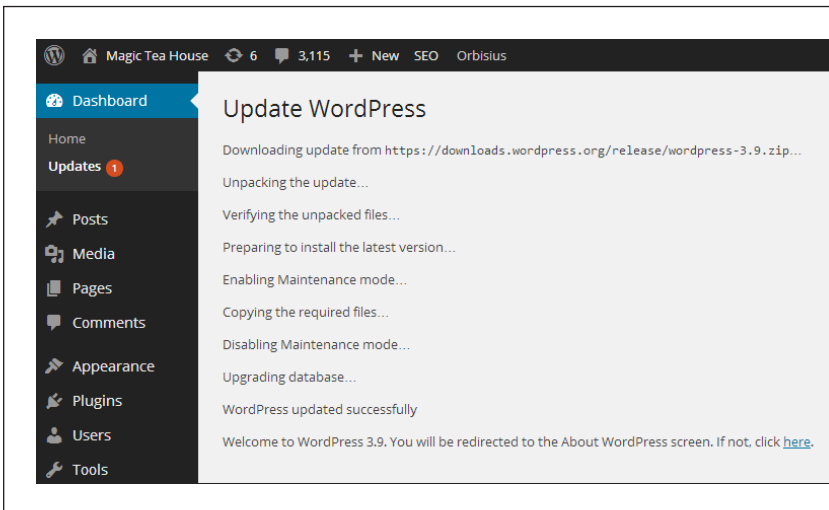 Magic Tea House 6 3,115 + New SEO Orbisius
Dashboard
Home
Updates 1
Posts
Media
Pages
Comments
Appearance
Plugins
Users
Tools
Update WordPress
Downloading update from https://downloads.wordpress.org/release/wordpress-3.9.zip…
Unpacking the update…
Verifying the unpacked files…
Preparing to install the latest version…
Enabling Maintenance mode…
Copying the required files…
Disabling Maintenance mode…
Upgrading database…
WordPress updated successfully
Welcome to WordPress 3.9. You will be redirected to the About WordPress screen. If not, click here.